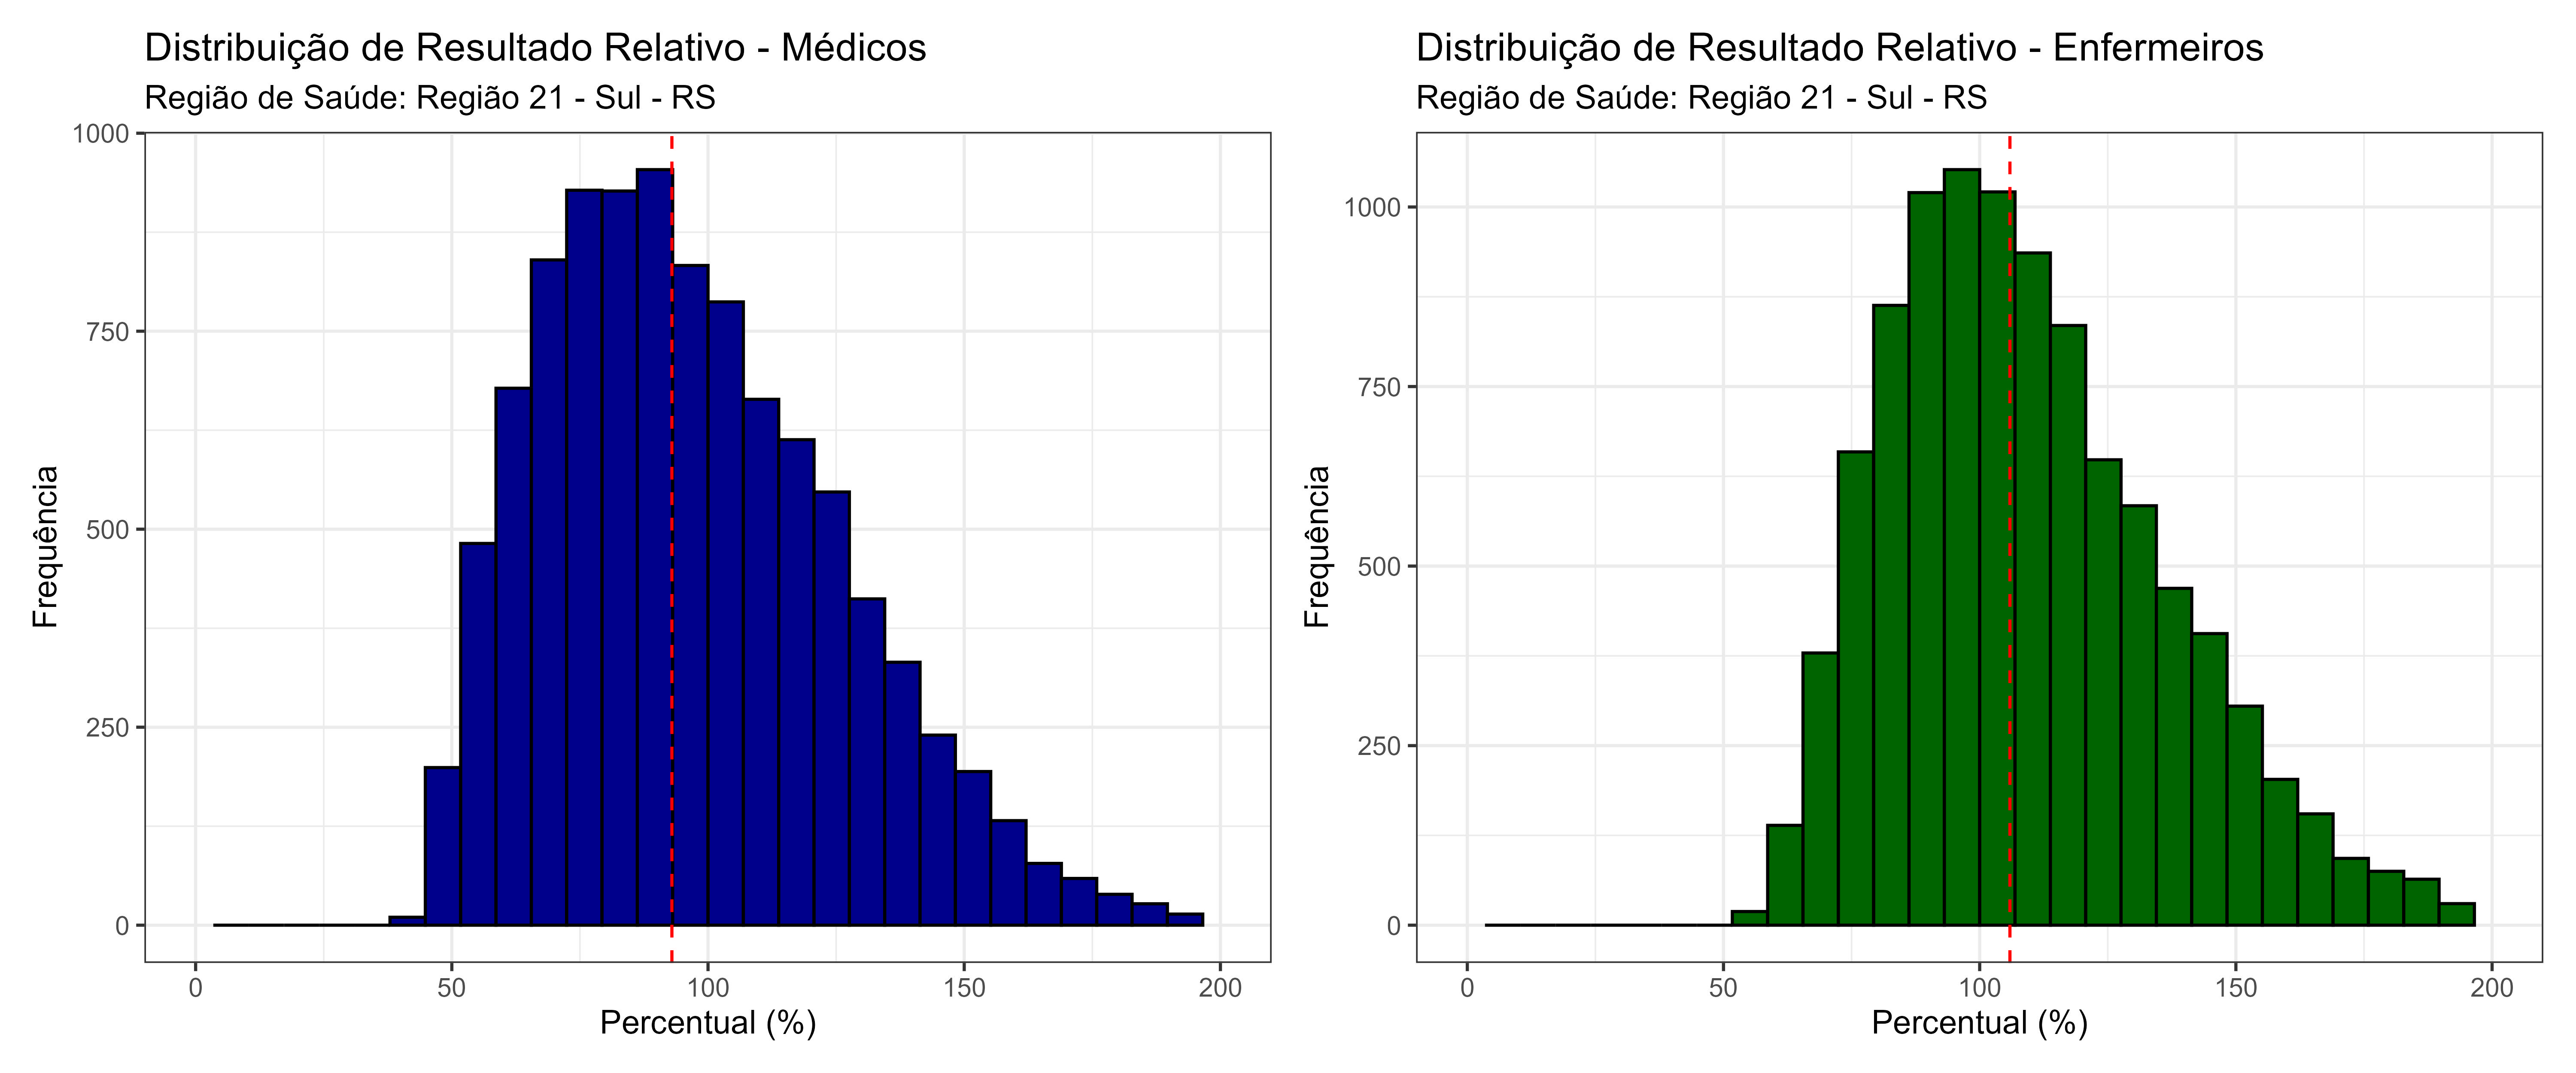 Distribuição de Resultado Relativo - Médicos
Região de Saúde: Região 21 - Sul - RS
1000
750
500
250
0
Frequência
0 50 100 150 200
Percentual (%)
Distribuição de Resultado Relativo - Enfermeiros
Região de Saúde: Região 21 - Sul - RS
1000
750
500
250
0
Frequência
0 50 100 150 200
Percentual (%)